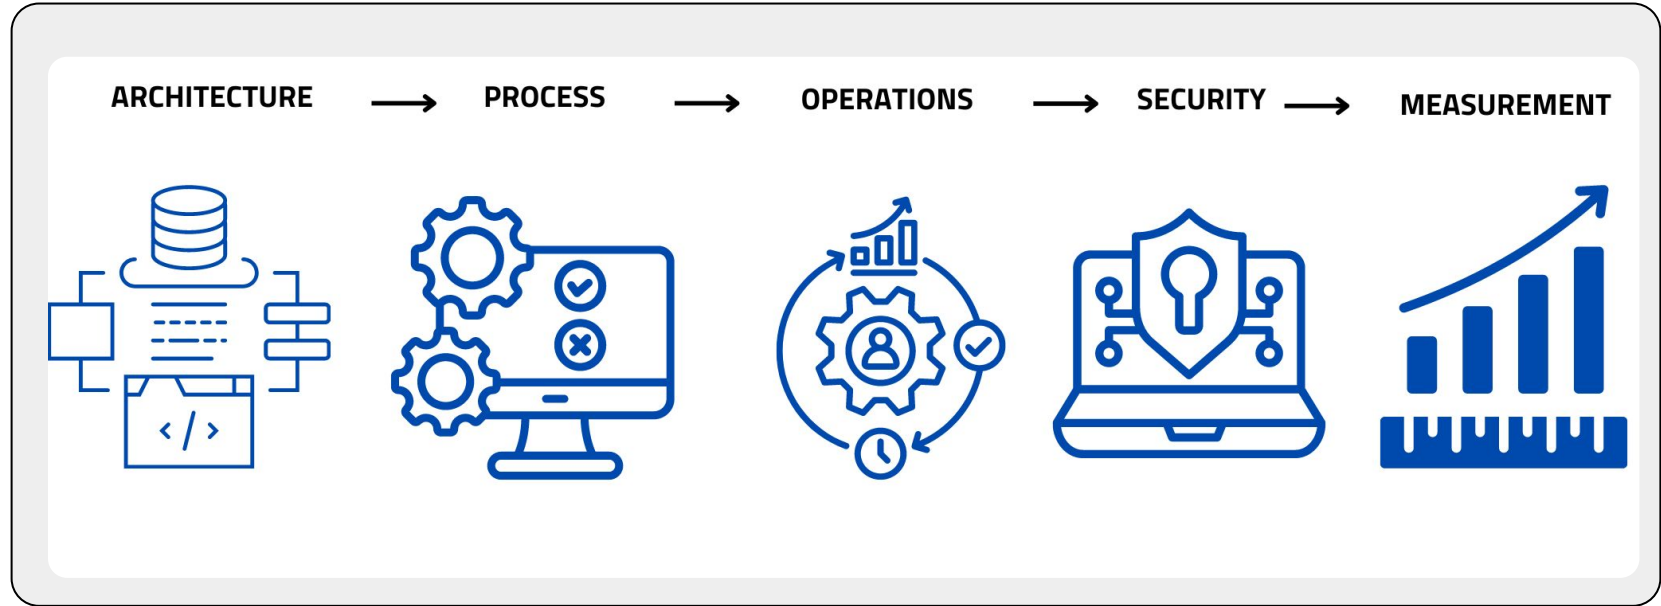 ARCHITECTURE → PROCESS → OPERATIONS → SECURITY → MEASUREMENT
</>